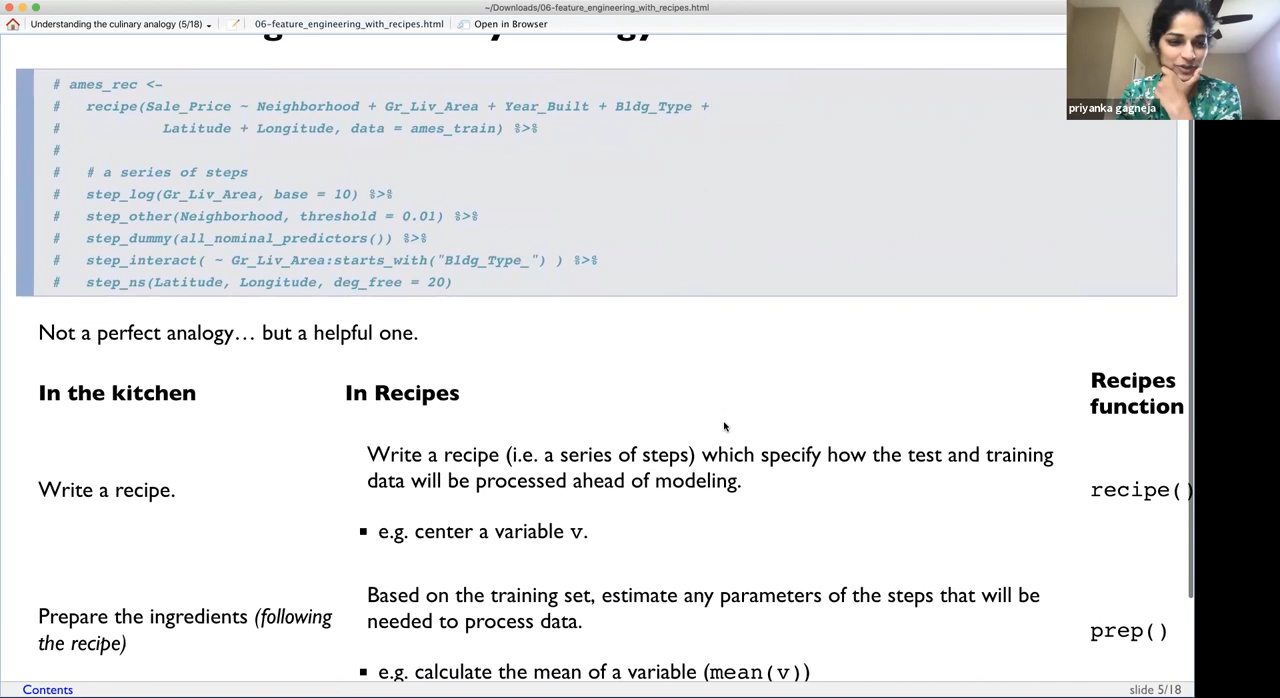 ~/Downloads/06-feature_engineering_with_recipes.html
Understanding the culinary analogy (5/18)
06-feature_engineering_with_recipes.html
Open in Browser
priyanka gagneja
# ames_rec <-
#   recipe(Sale_Price ~ Neighborhood + Gr_Liv_Area + Year_Built + Bldg_Type +
#            Latitude + Longitude, data = ames_train) %>%
#
#   # a series of steps
#   step_log(Gr_Liv_Area, base = 10) %>%
#   step_other(Neighborhood, threshold = 0.01) %>%
#   step_dummy(all_nominal_predictors()) %>%
#   step_interact( ~ Gr_Liv_Area:starts_with("Bldg_Type_") ) %>%
#   step_ns(Latitude, Longitude, deg_free = 20)
Not a perfect analogy… but a helpful one.
In the kitchen
In Recipes
Recipes
function
Write a recipe.
Write a recipe (i.e. a series of steps) which specify how the test and training
data will be processed ahead of modeling.
▪ e.g. center a variable v.
recipe()
Prepare the ingredients (following
the recipe)
Based on the training set, estimate any parameters of the steps that will be
needed to process data.
▪ e.g. calculate the mean of a variable (mean(v))
prep()
Contents
slide 5/18